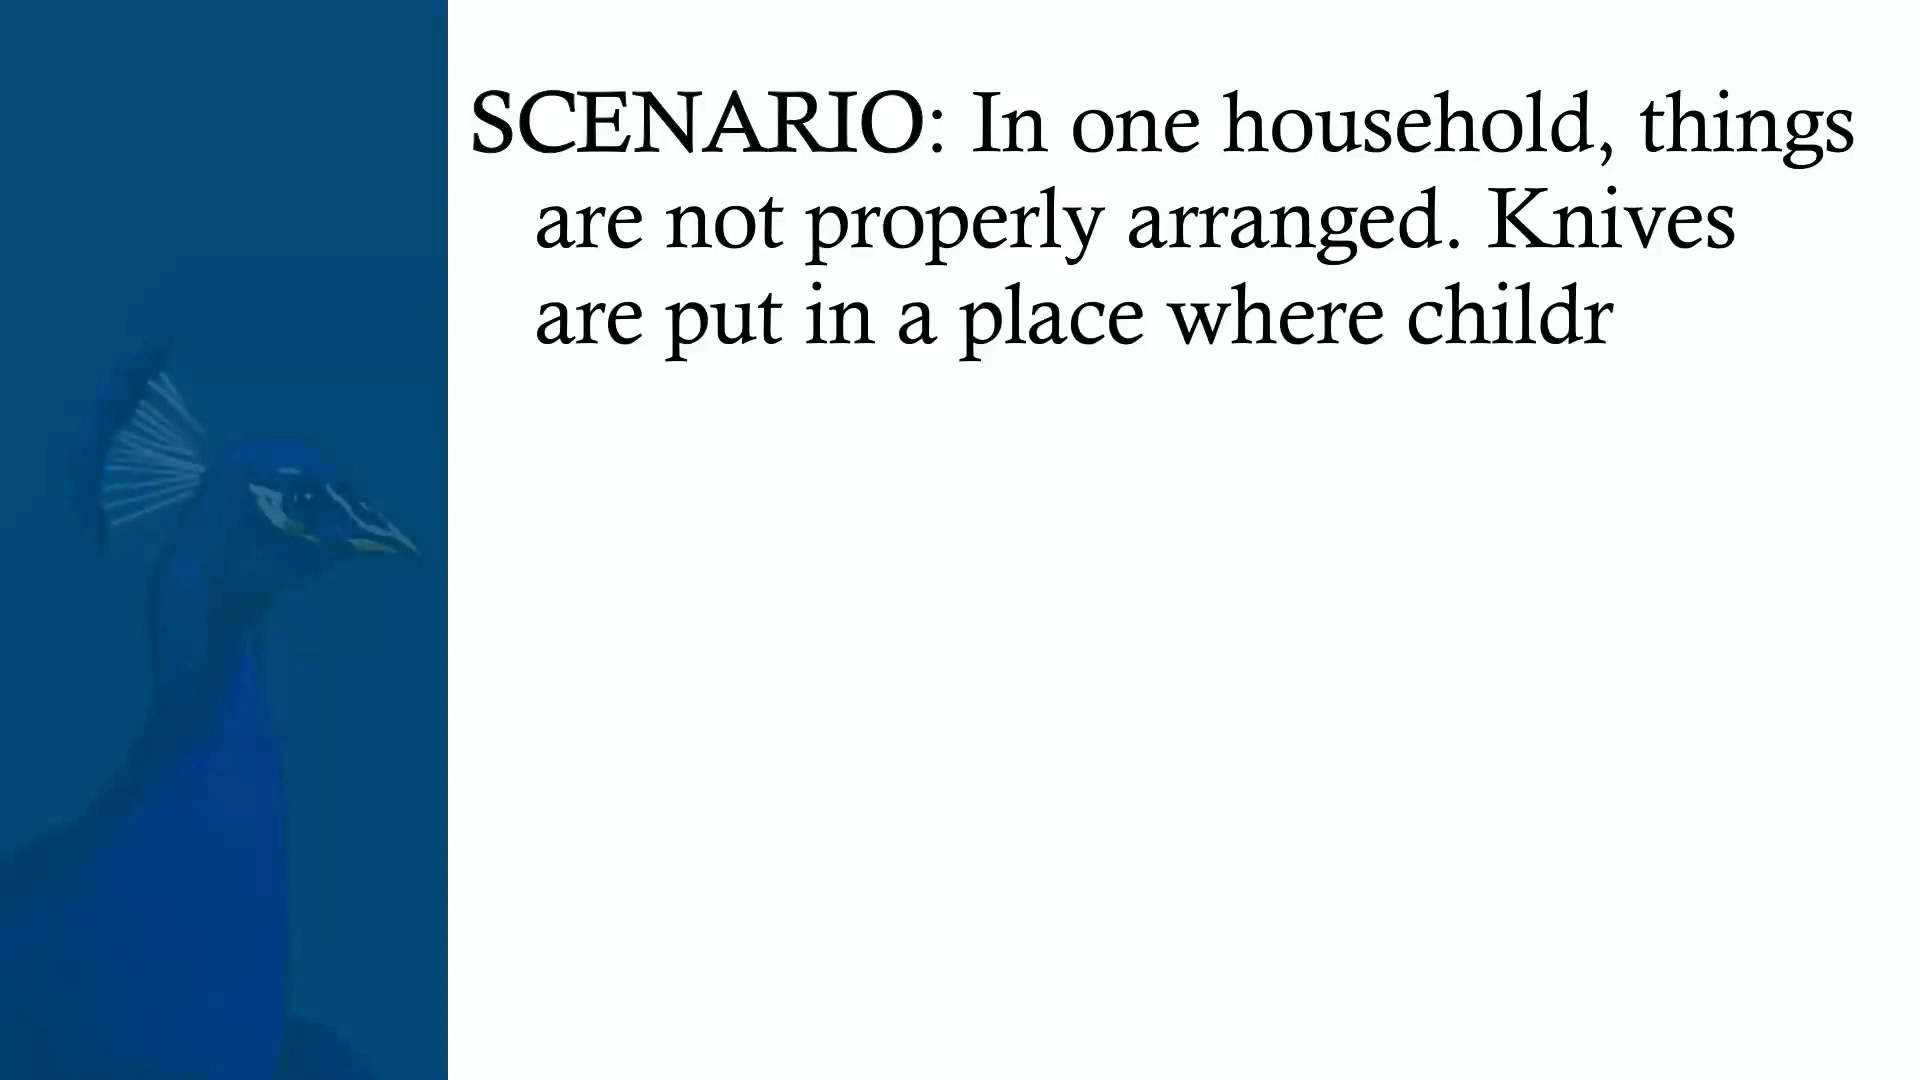 SCENARIO: In one household, things
are not properly arranged. Knives
are put in a place where childr